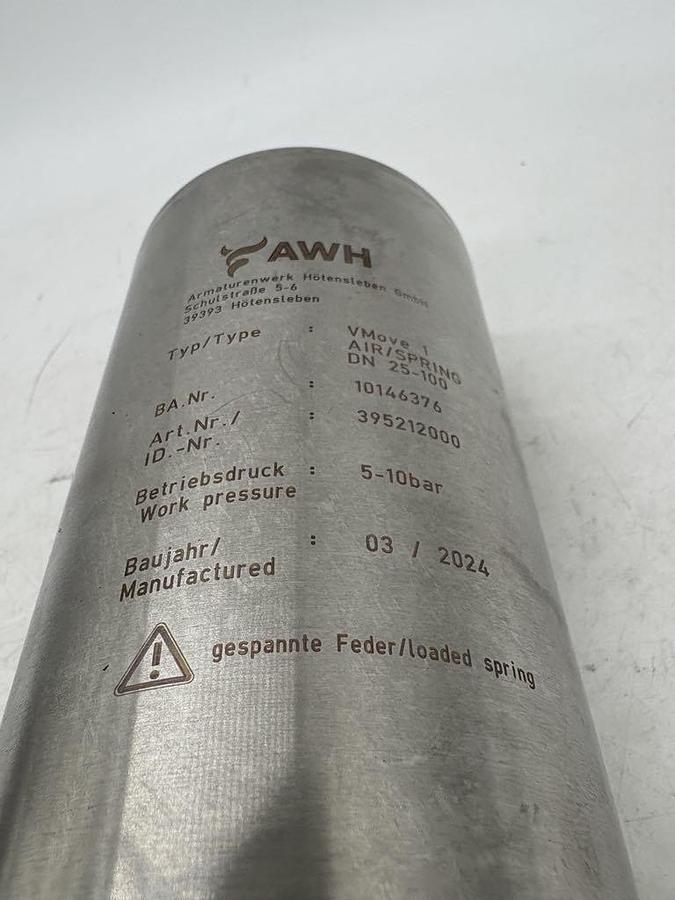 AWH
Armaturenwerk Hötensleben GmbH
Schulstraße 5-6
39393 Hötensleben
Typ/Type : VMove 1
AIR/SPRING
DN 25-100
BA.Nr. : 10146376
Art.Nr./ : 395212000
ID.-Nr.
Betriebsdruck : 5-10bar
Work pressure
Baujahr/ : 03 / 2024
Manufactured
gespannte Feder/loaded spring